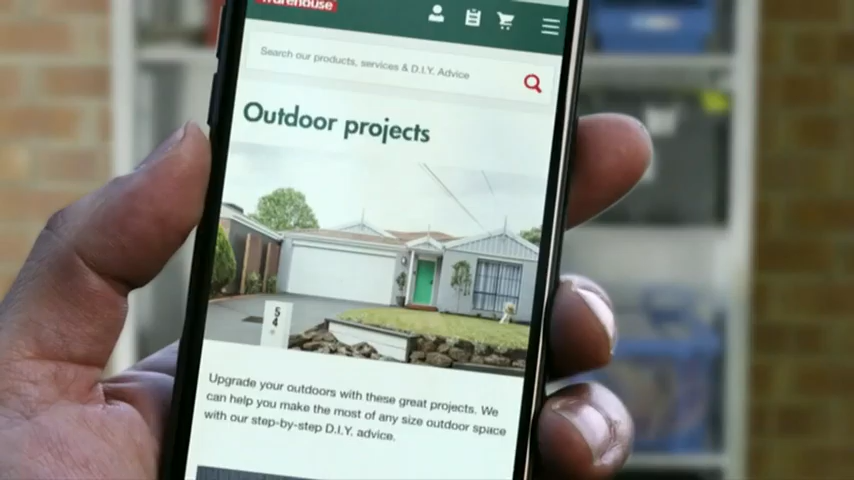 warehouse
Search our products, services & D.I.Y. Advice
Outdoor projects
54
Upgrade your outdoors with these great projects. We
can help you make the most of any size outdoor space
with our step-by-step D.I.Y. advice.